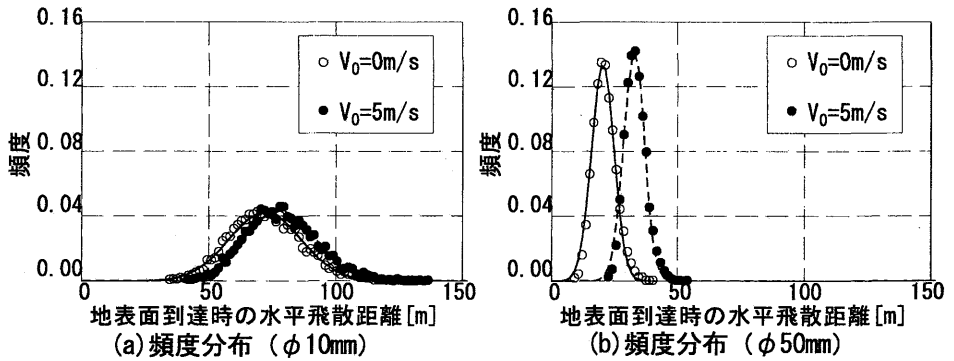 0.16
0.12
0.08
0.04
0.00
頻度
V₀=0m/s
V₀=5m/s
0 50 100 150
地表面到達時の水平飛散距離[m]
(a)頻度分布（φ10mm)
0.16
0.12
0.08
0.04
0.00
頻度
V₀=0m/s
V₀=5m/s
0 50 100 150
地表面到達時の水平飛散距離[m]
(b)頻度分布（φ50mm)